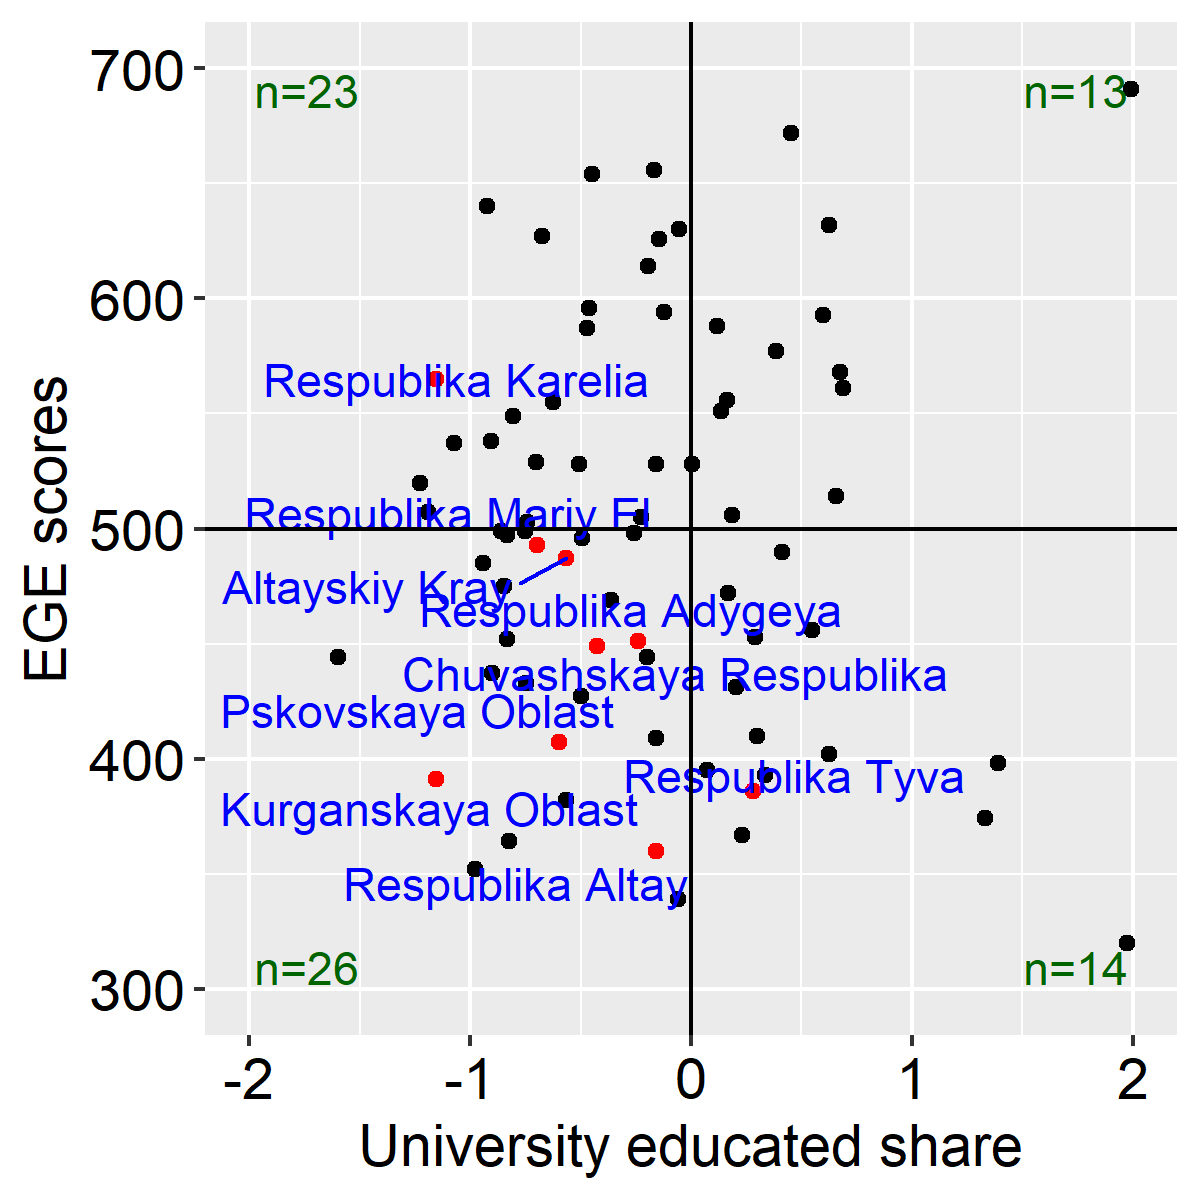 700
n=23
n=13
600
Respublika Karelia
Respublika Mariy El
500
Altayskiy Kray
Respublika Adygeya
Chuvashskaya Respublika
Pskovskaya Oblast
400
Respublika Tyva
Kurganskaya Oblast
Respublika Altay
n=26
n=14
300
EGE scores
-2
-1
0
1
2
University educated share